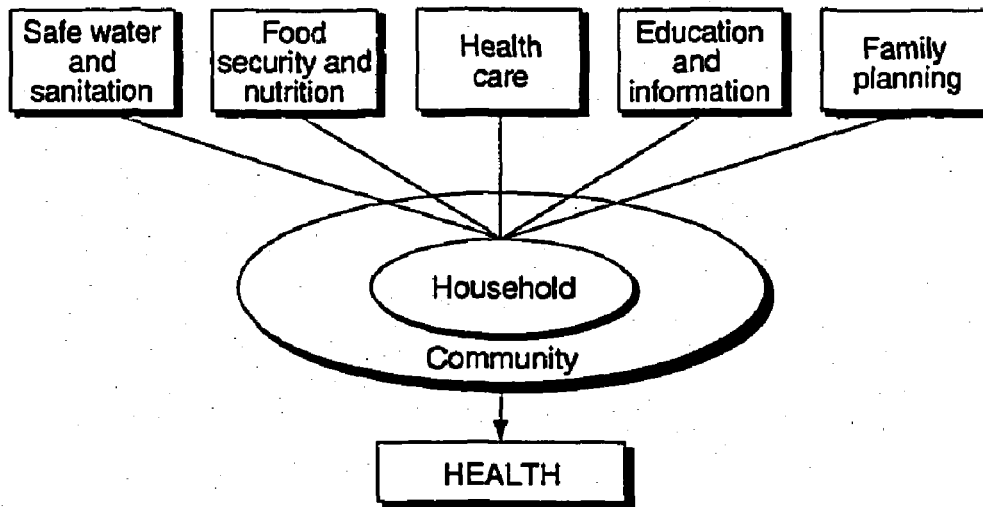 Safe water
and
sanitation
Food
security and
nutrition
Health
care
Education
and
information
Family
planning
Household
Community
HEALTH